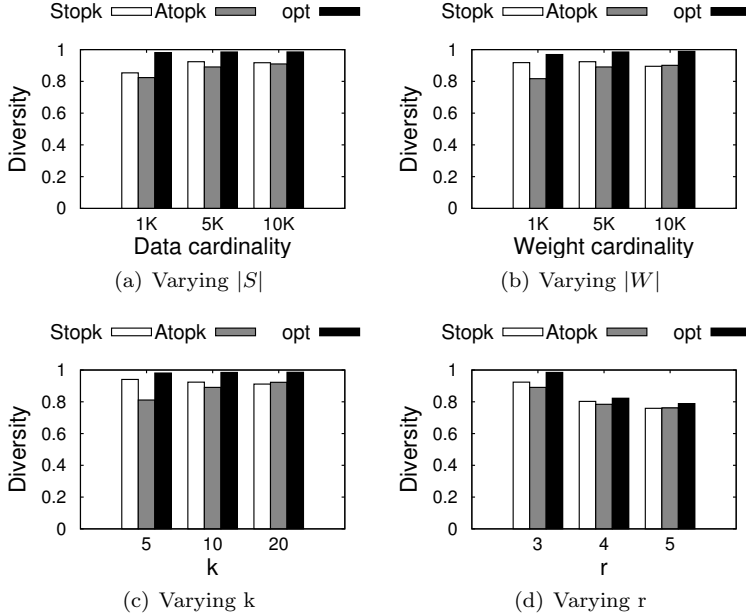 Stopk Atopk opt
Diversity
1
0.8
0.6
0.4
0.2
0
1K 5K 10K
Data cardinality
(a) Varying |S|
Stopk Atopk opt
Diversity
1
0.8
0.6
0.4
0.2
0
1K 5K 10K
Weight cardinality
(b) Varying |W|
Stopk Atopk opt
Diversity
1
0.8
0.6
0.4
0.2
0
5 10 20
k
(c) Varying k
Stopk Atopk opt
Diversity
1
0.8
0.6
0.4
0.2
0
3 4 5
r
(d) Varying r